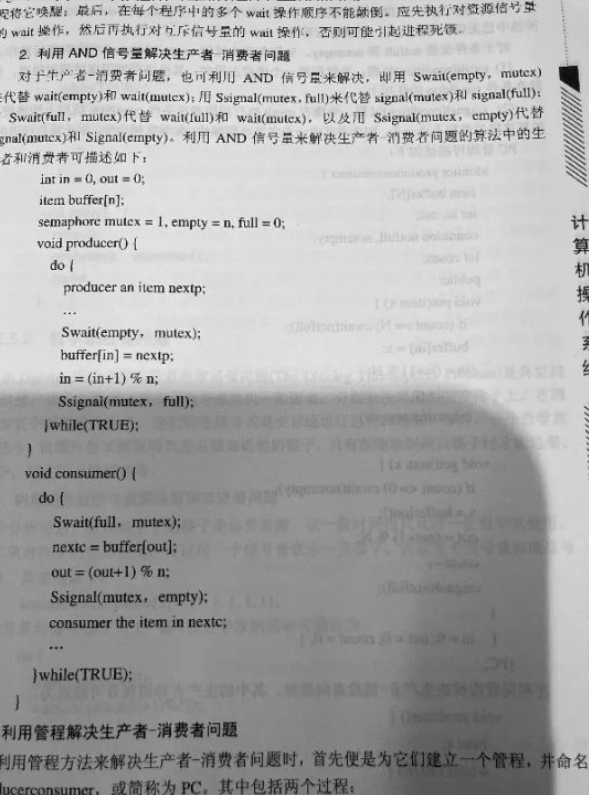 程将它唤醒；最后，在每个程序中的多个 wait 操作顺序不能颠倒。应先执行对资源信号量
的 wait 操作，然后再执行对互斥信号量的 wait 操作，否则可能引起进程死锁。
2. 利用 AND 信号量解决生产者-消费者问题
对于生产者-消费者问题，也可利用 AND 信号量来解决，即用 Swait(empty，mutex)
来代替 wait(empty)和 wait(mutex)；用 Ssignal(mutex, full)来代替 signal(mutex)和 signal(full)；
Swait(full，mutex)代替 wait(full)和 wait(mutex)，以及用 Ssignal(mutex，empty)代替
gnal(mutex)和 Signal(empty)。利用 AND 信号量来解决生产者-消费者问题的算法中的生
者和消费者可描述如下：
int in = 0, out = 0;
item buffer[n];
semaphore mutex = 1, empty = n, full = 0;
void producer() {
do {
producer an item nextp;
…
Swait(empty，mutex);
buffer[in] = nextp;
in = (in+1) % n;
Ssignal(mutex，full);
}while(TRUE);
}
void consumer() {
do {
Swait(full，mutex);
nextc = buffer[out];
out = (out+1) % n;
Ssignal(mutex，empty);
consumer the item in nextc;
…
}while(TRUE);
}
利用管程解决生产者-消费者问题
利用管程方法来解决生产者-消费者问题时，首先便是为它们建立一个管程，并命名
ducerconsumer，或简称为 PC。其中包括两个过程：
计算机操作系